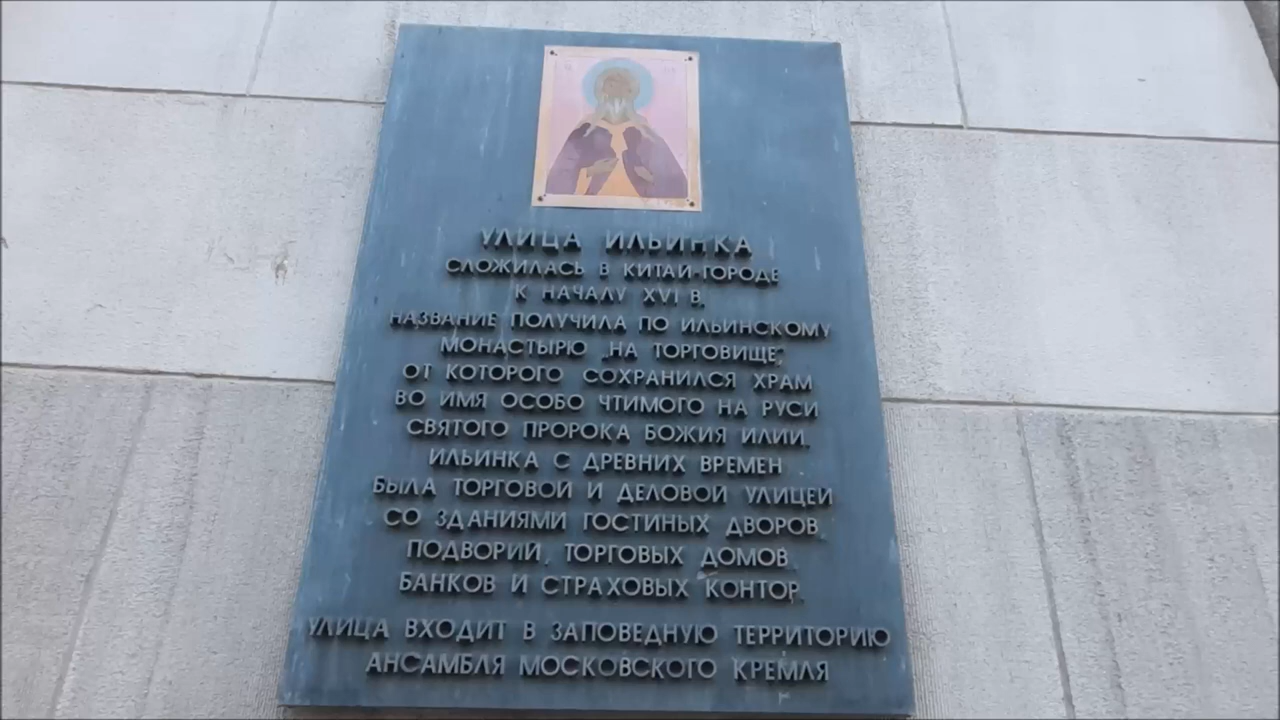 УЛИЦА ИЛЬИНКА
СЛОЖИЛАСЬ В КИТАЙ-ГОРОДЕ
К НАЧАЛУ XVI В.
НАЗВАНИЕ ПОЛУЧИЛА ПО ИЛЬИНСКОМУ
МОНАСТЫРЮ „НА ТОРГОВИЩЕ",
ОТ КОТОРОГО СОХРАНИЛСЯ ХРАМ
ВО ИМЯ ОСОБО ЧТИМОГО НА РУСИ
СВЯТОГО ПРОРОКА БОЖИЯ ИЛИИ.
ИЛЬИНКА С ДРЕВНИХ ВРЕМЕН
БЫЛА ТОРГОВОЙ И ДЕЛОВОЙ УЛИЦЕЙ
СО ЗДАНИЯМИ ГОСТИНЫХ ДВОРОВ,
ПОДВОРИЙ, ТОРГОВЫХ ДОМОВ,
БАНКОВ И СТРАХОВЫХ КОНТОР.
УЛИЦА ВХОДИТ В ЗАПОВЕДНУЮ ТЕРРИТОРИЮ
АНСАМБЛЯ МОСКОВСКОГО КРЕМЛЯ